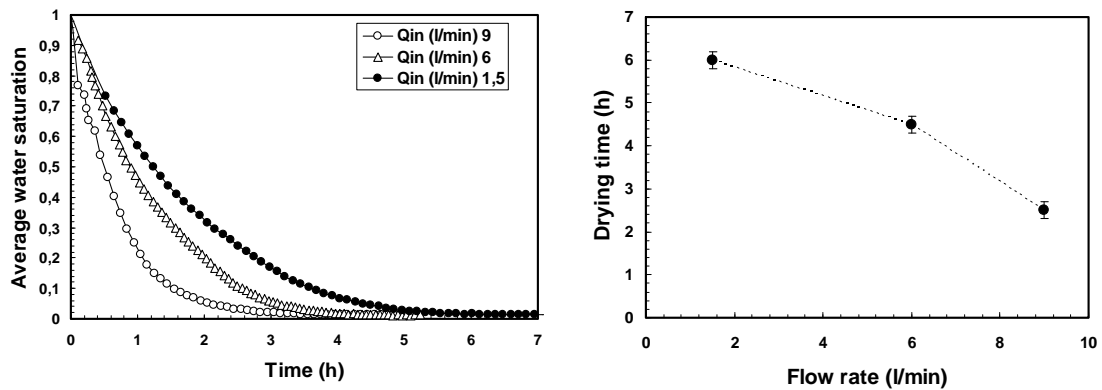 Average water saturation
1
0,9
0,8
0,7
0,6
0,5
0,4
0,3
0,2
0,1
0
Qin (l/min) 9
Qin (l/min) 6
Qin (l/min) 1,5
0 1 2 3 4 5 6 7
Time (h)
Drying time (h)
7
6
5
4
3
2
1
0
0 2 4 6 8 10
Flow rate (l/min)